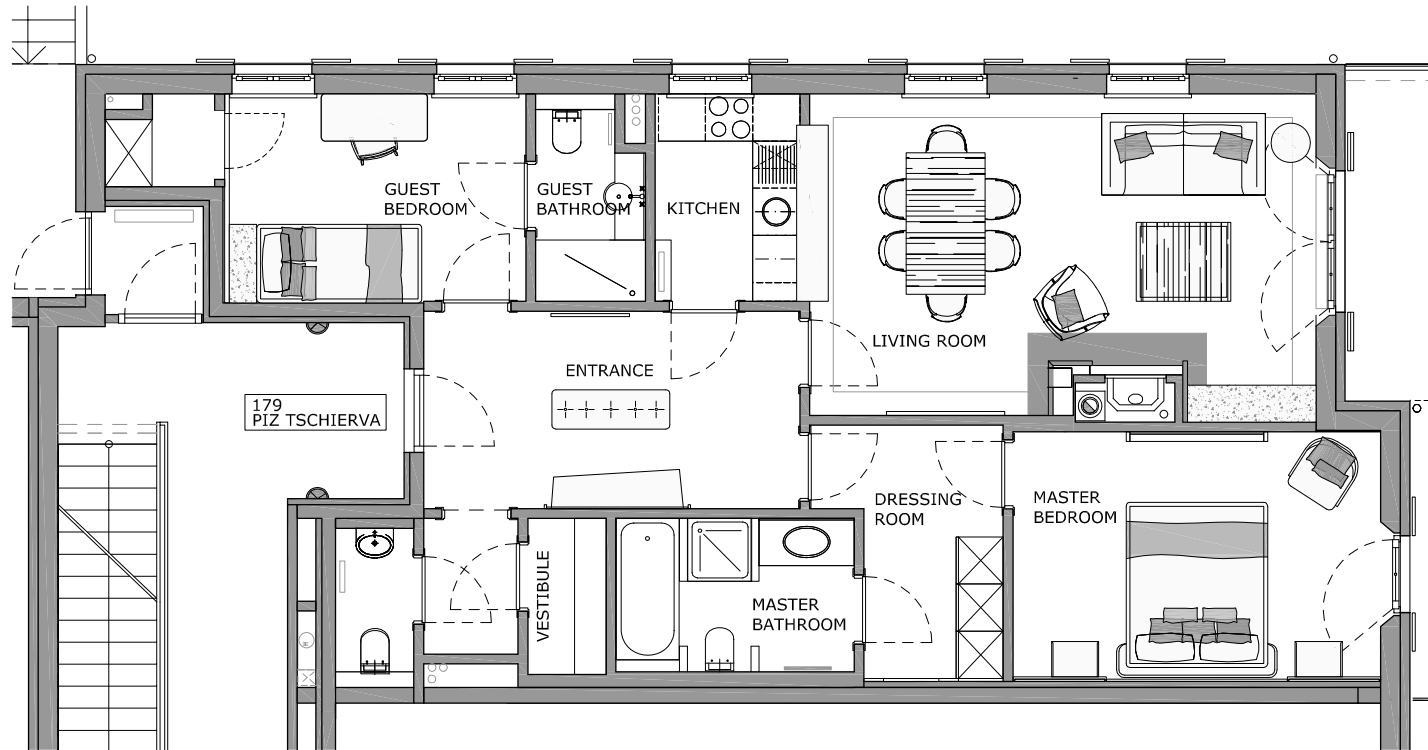 GUEST
BEDROOM
GUEST
BATHROOM
KITCHEN
LIVING ROOM
ENTRANCE
179
PIZ TSCHIERVA
DRESSING
ROOM
MASTER
BEDROOM
VESTIBULE
MASTER
BATHROOM